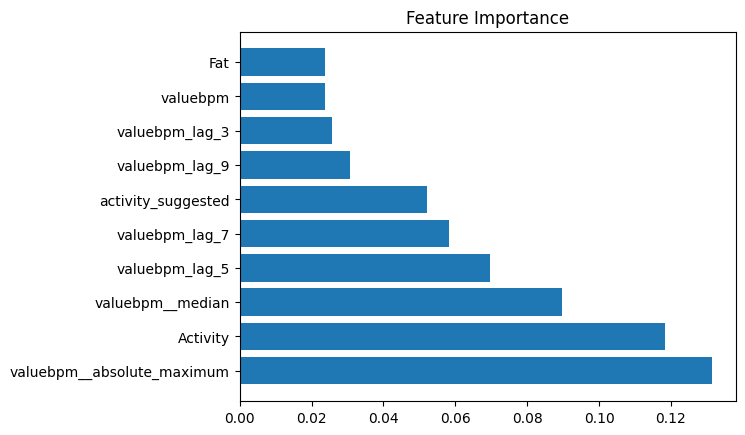 Feature Importance
Fat
valuebpm
valuebpm_lag_3
valuebpm_lag_9
activity_suggested
valuebpm_lag_7
valuebpm_lag_5
valuebpm__median
Activity
valuebpm__absolute_maximum
0.00 0.02 0.04 0.06 0.08 0.10 0.12